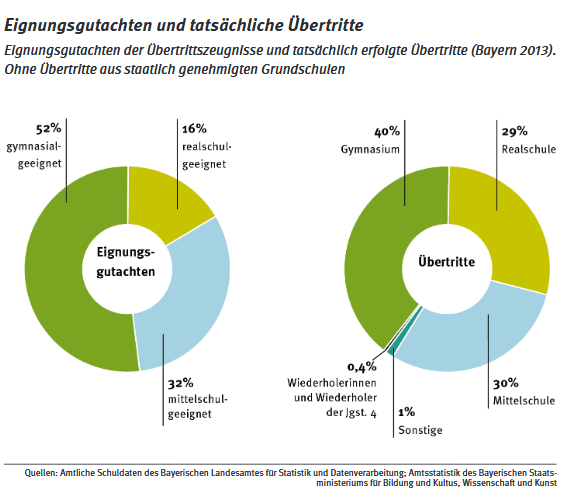 Eignungsgutachten und tatsächliche Übertritte
Eignungsgutachten der Übertrittszeugnisse und tatsächlich erfolgte Übertritte (Bayern 2013).
Ohne Übertritte aus staatlich genehmigten Grundschulen
52%
gymnasial-
geeignet
16%
realschul-
geeignet
Eignungs-
gutachten
32%
mittelschul-
geeignet
40%
Gymnasium
29%
Realschule
Übertritte
0,4%
Wiederholerinnen
und Wiederholer
der Jgst. 4
1%
Sonstige
30%
Mittelschule
Quellen: Amtliche Schuldaten des Bayerischen Landesamtes für Statistik und Datenverarbeitung; Amtsstatistik des Bayerischen Staats-
ministeriums für Bildung und Kultus, Wissenschaft und Kunst